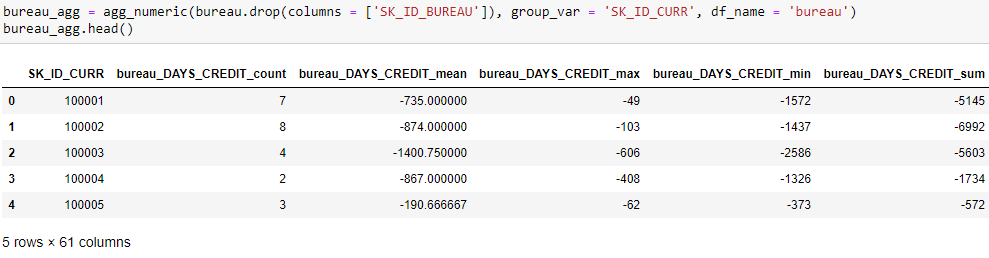 bureau_agg = agg_numeric(bureau.drop(columns = ['SK_ID_BUREAU']), group_var = 'SK_ID_CURR', df_name = 'bureau')
bureau_agg.head()
SK_ID_CURR bureau_DAYS_CREDIT_count bureau_DAYS_CREDIT_mean bureau_DAYS_CREDIT_max bureau_DAYS_CREDIT_min bureau_DAYS_CREDIT_sum
0 100001 7 -735.000000 -49 -1572 -5145
1 100002 8 -874.000000 -103 -1437 -6992
2 100003 4 -1400.750000 -606 -2586 -5603
3 100004 2 -867.000000 -408 -1326 -1734
4 100005 3 -190.666667 -62 -373 -572
5 rows × 61 columns